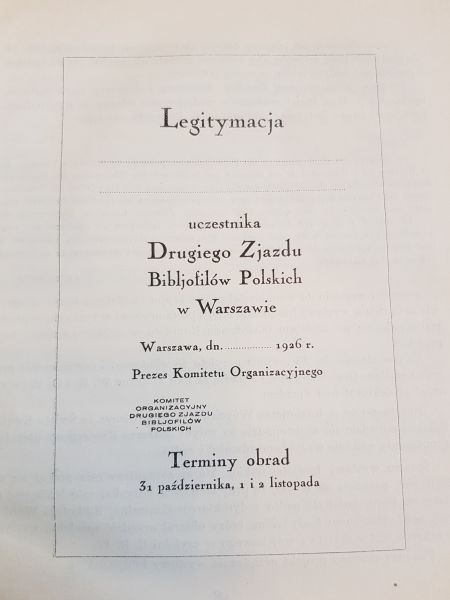 Legitymacja
uczestnika
Drugiego Zjazdu
Bibljofilów Polskich
w Warszawie
Warszawa, dn. .................. 1926 r.
Prezes Komitetu Organizacyjnego
KOMITET
ORGANIZACYJNY
DRUGIEGO ZJAZDU
BIBLJOFILÓW
POLSKICH
Terminy obrad
31 października, 1 i 2 listopada